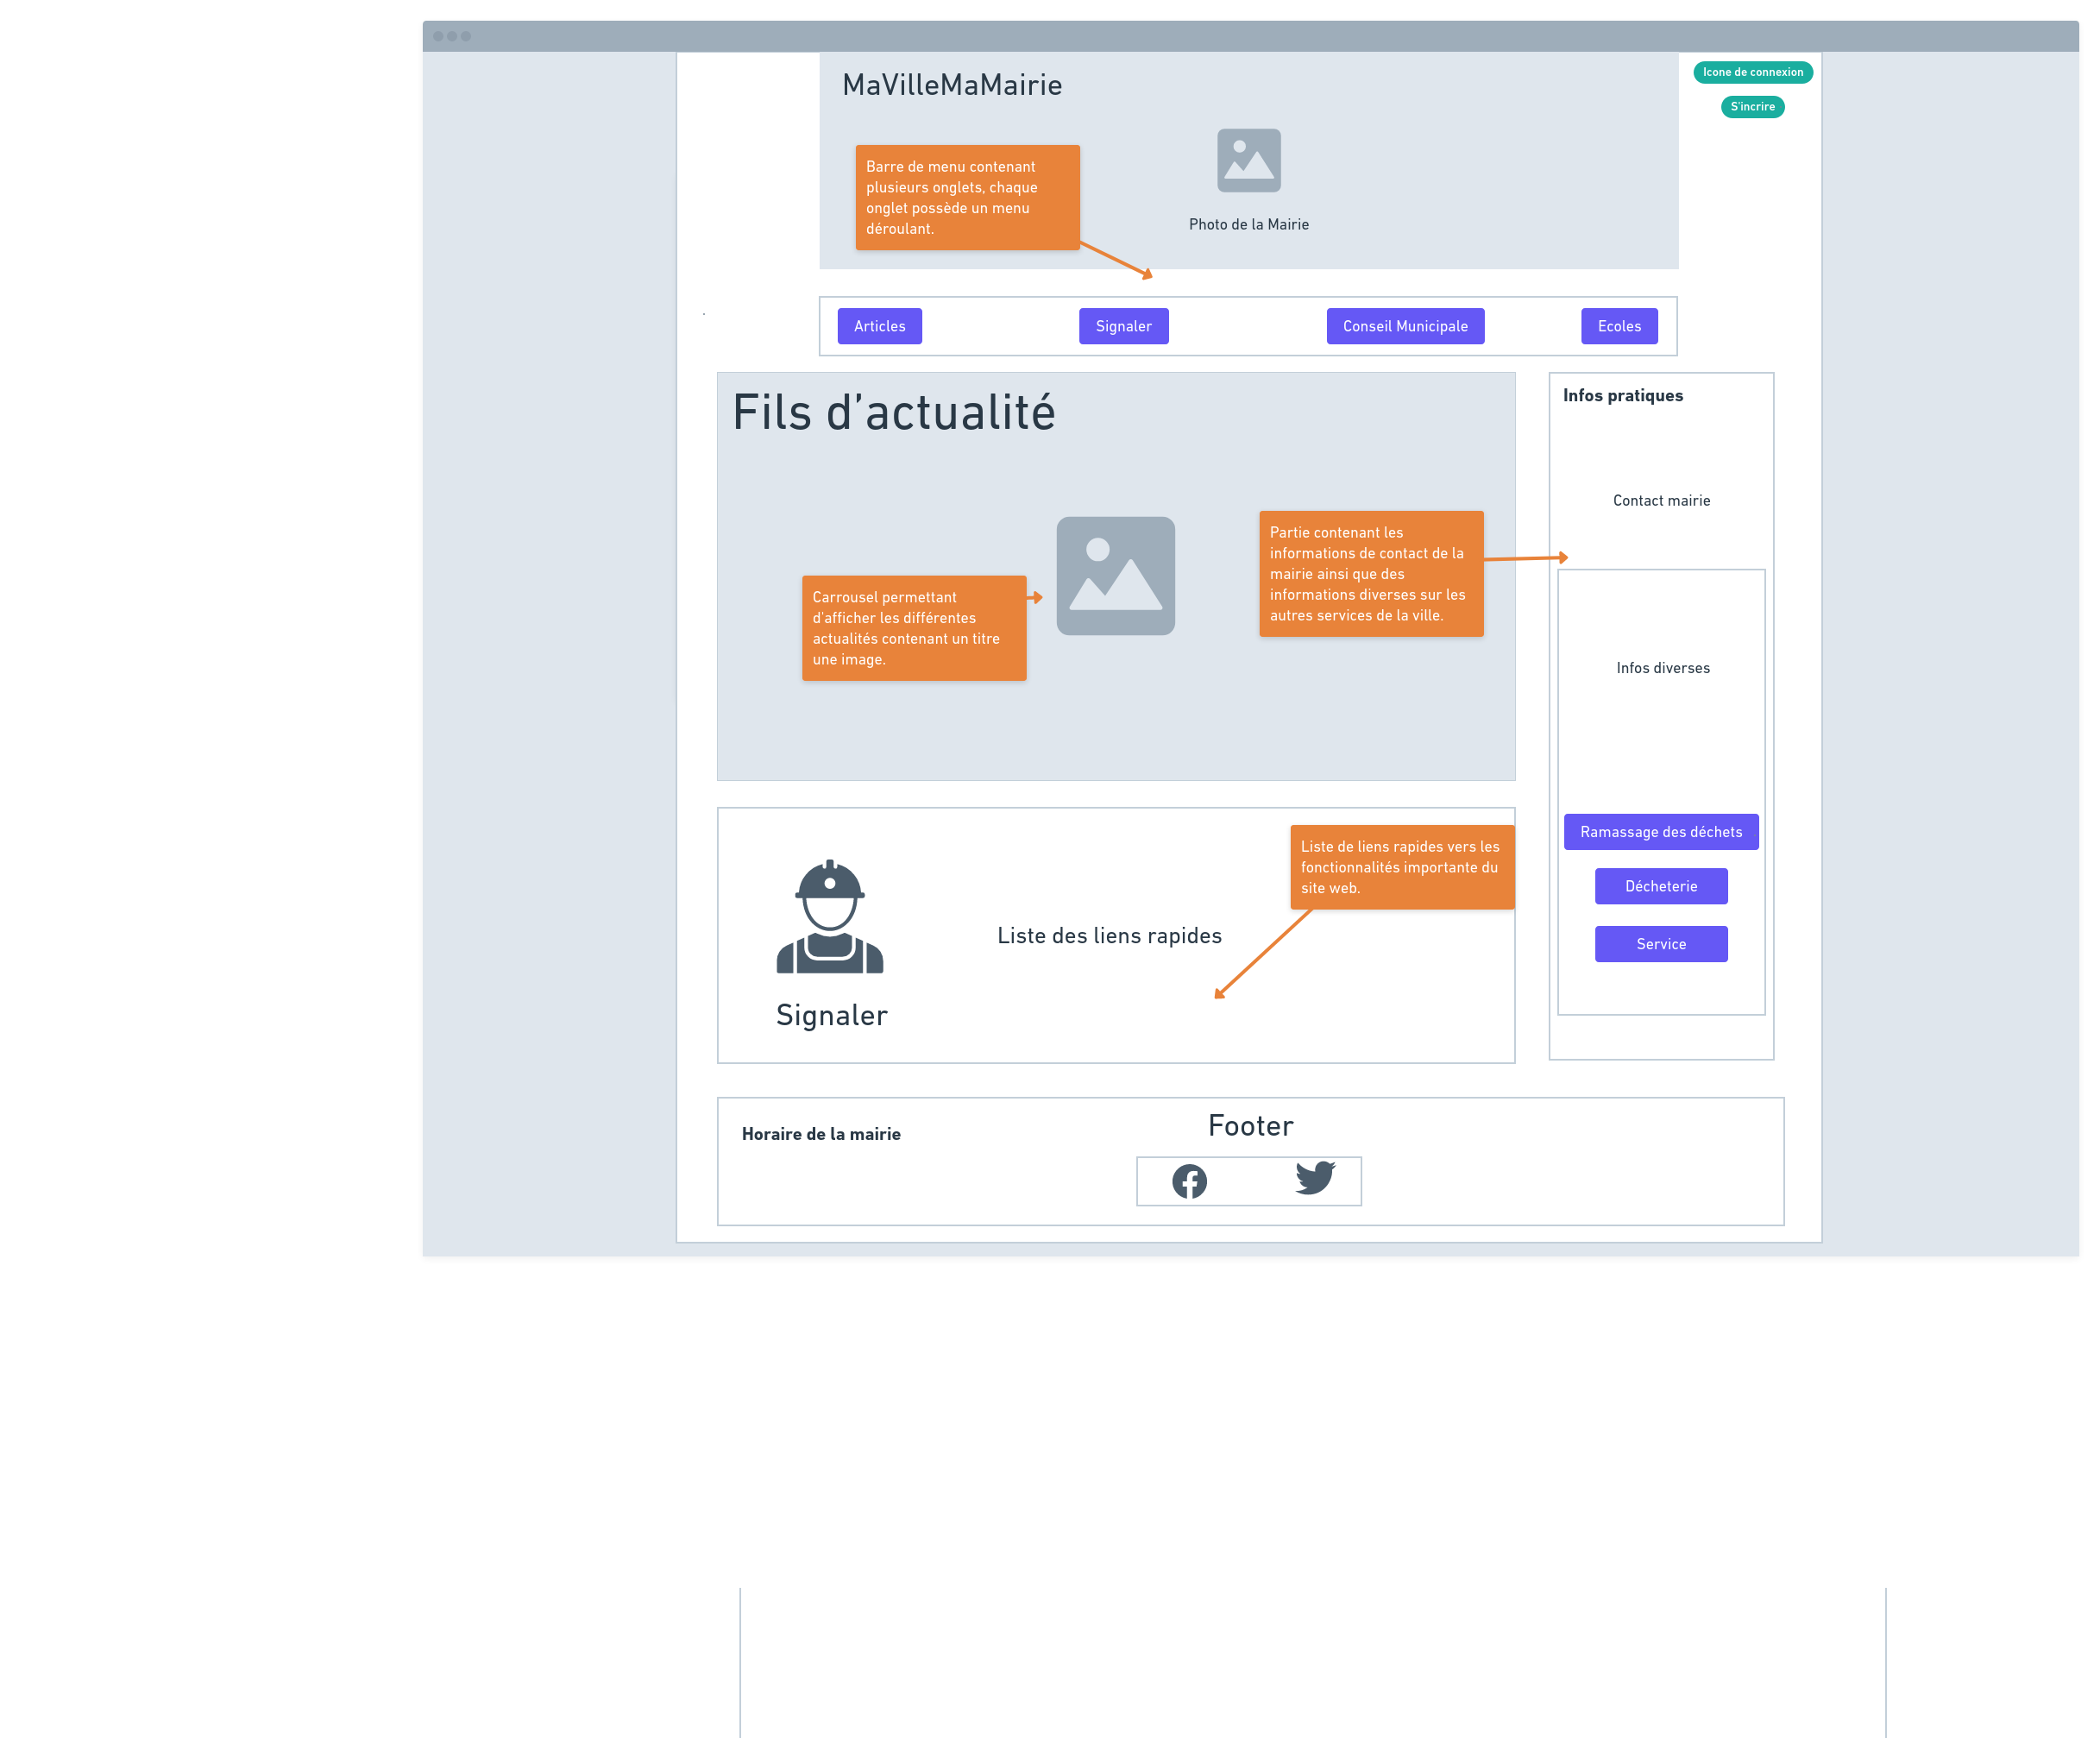 MaVilleMaMairie
Icone de connexion
S'incrire
Barre de menu contenant
plusieurs onglets, chaque
onglet possède un menu
déroulant.
Photo de la Mairie
Articles
Signaler
Conseil Municipale
Ecoles
Fils d’actualité
Infos pratiques
Contact mairie
Partie contenant les
informations de contact de la
mairie ainsi que des
informations diverses sur les
autres services de la ville.
Carrousel permettant
d'afficher les différentes
actualités contenant un titre
une image.
Infos diverses
Ramassage des déchets
Décheterie
Service
Liste de liens rapides vers les
fonctionnalités importante du
site web.
Liste des liens rapides
Signaler
Footer
Horaire de la mairie